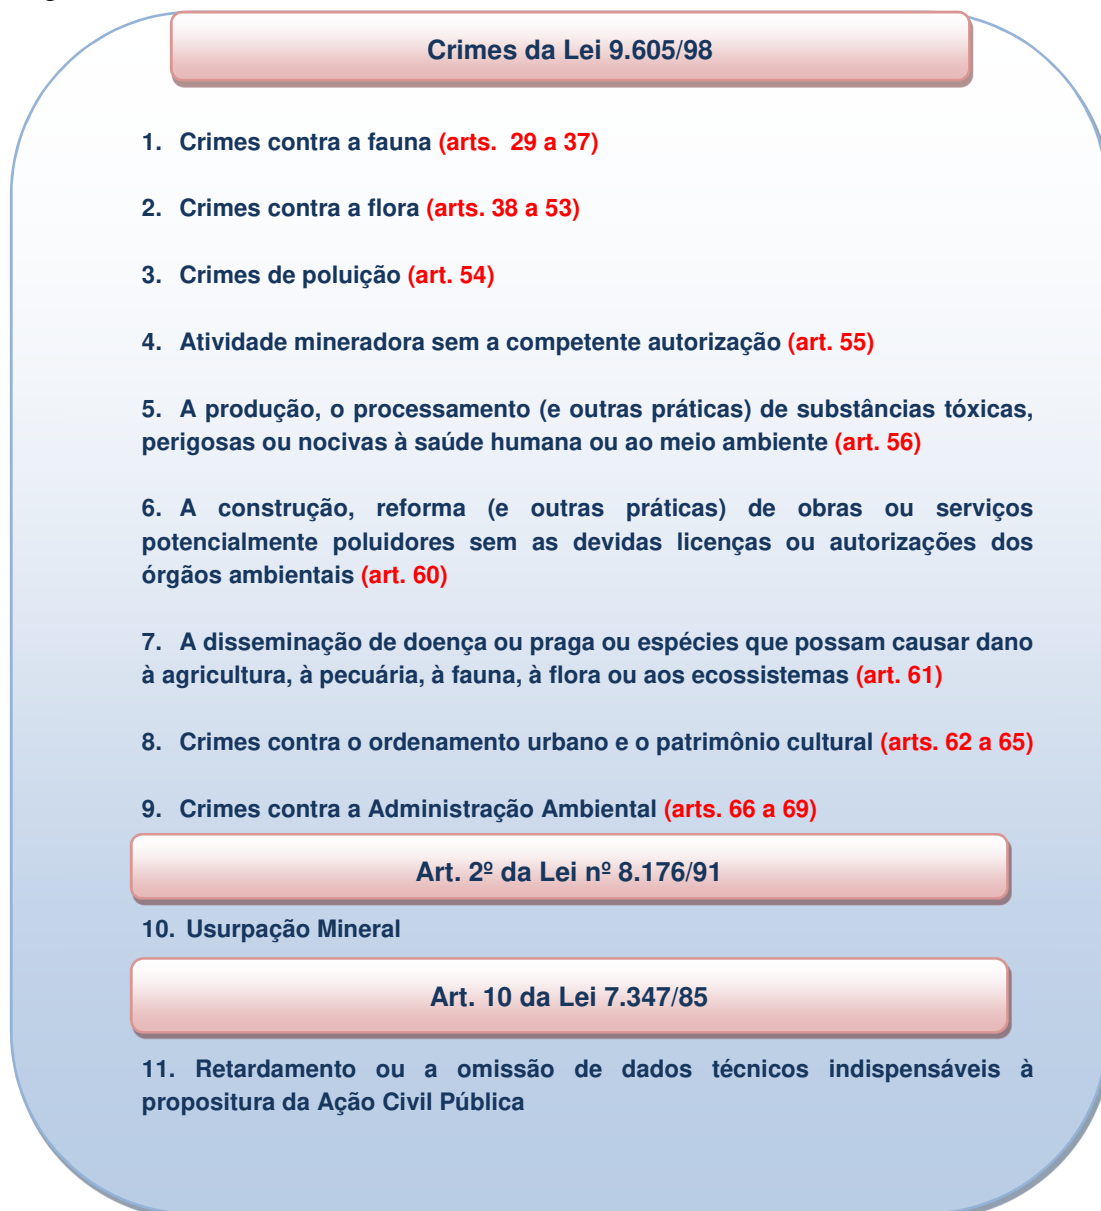 Crimes da Lei 9.605/98
1. Crimes contra a fauna (arts. 29 a 37)
2. Crimes contra a flora (arts. 38 a 53)
3. Crimes de poluição (art. 54)
4. Atividade mineradora sem a competente autorização (art. 55)
5. A produção, o processamento (e outras práticas) de substâncias tóxicas,
perigosas ou nocivas à saúde humana ou ao meio ambiente (art. 56)
6. A construção, reforma (e outras práticas) de obras ou serviços
potencialmente poluidores sem as devidas licenças ou autorizações dos
órgãos ambientais (art. 60)
7. A disseminação de doença ou praga ou espécies que possam causar dano
à agricultura, à pecuária, à fauna, à flora ou aos ecossistemas (art. 61)
8. Crimes contra o ordenamento urbano e o patrimônio cultural (arts. 62 a 65)
9. Crimes contra a Administração Ambiental (arts. 66 a 69)
Art. 2º da Lei nº 8.176/91
10. Usurpação Mineral
Art. 10 da Lei 7.347/85
11. Retardamento ou a omissão de dados técnicos indispensáveis à
propositura da Ação Civil Pública